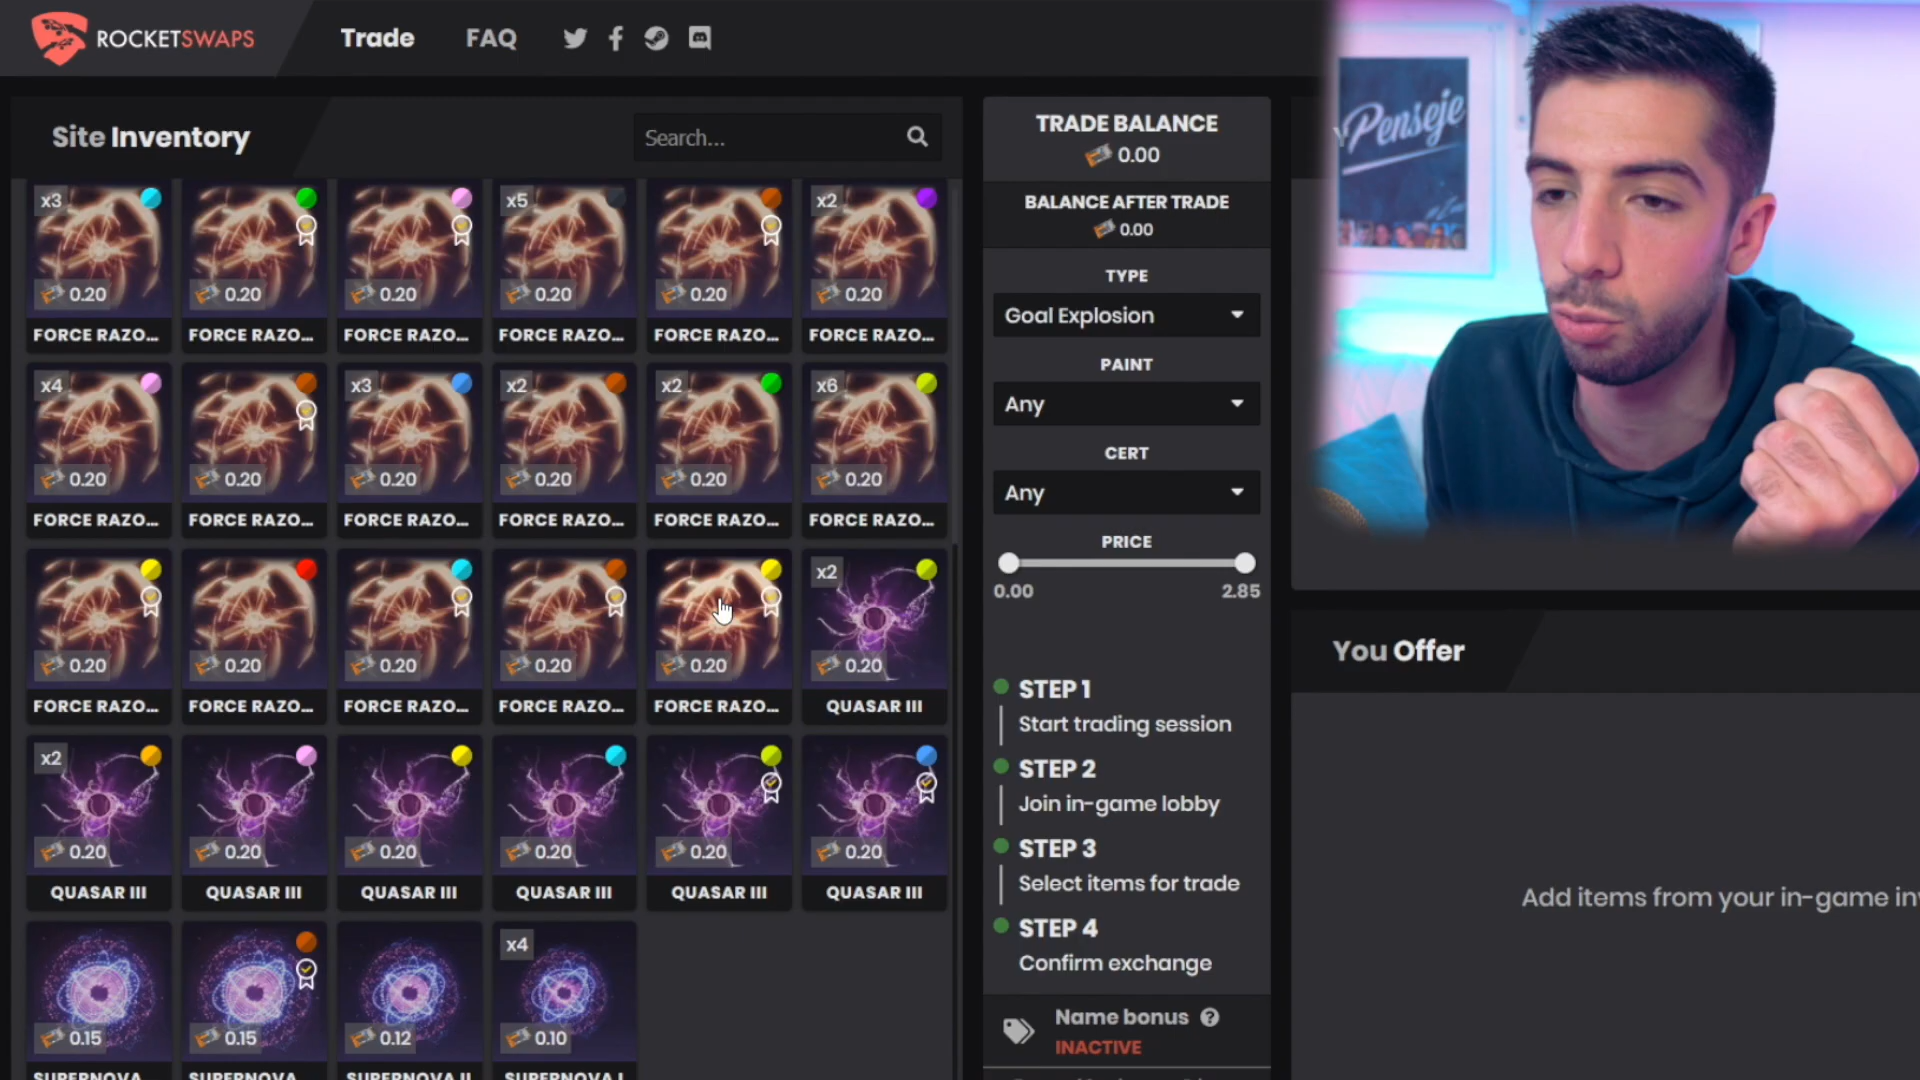 ROCKETSWAPS
Trade
FAQ
Site Inventory
Search...
x3
x5
x2
0.20
0.20
0.20
0.20
0.20
0.20
FORCE RAZO...
FORCE RAZO...
FORCE RAZO...
FORCE RAZO...
FORCE RAZO...
FORCE RAZO...
x4
x3
x2
x2
x6
0.20
0.20
0.20
0.20
0.20
0.20
FORCE RAZO...
FORCE RAZO...
FORCE RAZO...
FORCE RAZO...
FORCE RAZO...
FORCE RAZO...
x2
0.20
0.20
0.20
0.20
0.20
0.20
FORCE RAZO...
FORCE RAZO...
FORCE RAZO...
FORCE RAZO...
FORCE RAZO...
QUASAR III
x2
0.20
0.20
0.20
0.20
0.20
0.20
QUASAR III
QUASAR III
QUASAR III
QUASAR III
QUASAR III
QUASAR III
x4
0.15
0.15
0.12
0.10
SUPERNOVA
SUPERNOVA
SUPERNOVA II
SUPERNOVA I
TRADE BALANCE
0.00
BALANCE AFTER TRADE
0.00
TYPE
Goal Explosion
PAINT
Any
CERT
Any
PRICE
0.00
2.85
STEP 1
Start trading session
STEP 2
Join in-game lobby
STEP 3
Select items for trade
STEP 4
Confirm exchange
Name bonus ?
INACTIVE
Penseje
You Offer
Add items from your in-game in